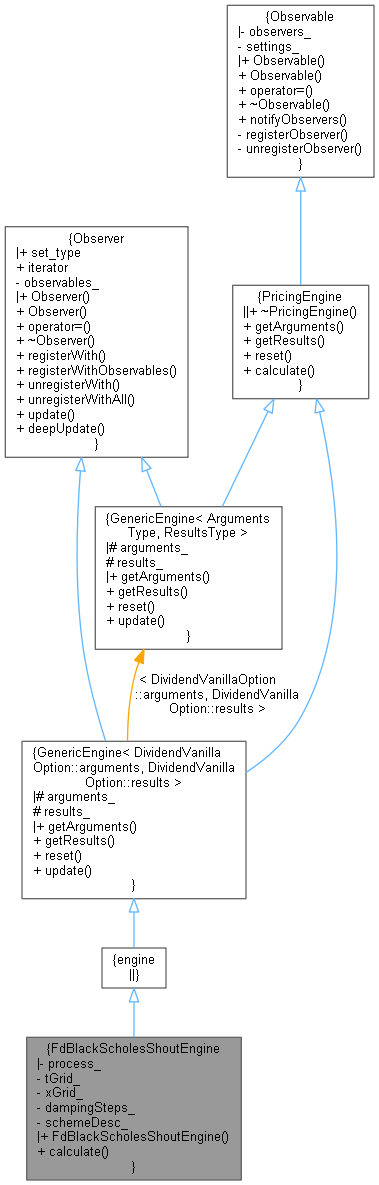 {Observable
|- observers_
- settings_
|+ Observable()
+ Observable()
+ operator=()
+ ~Observable()
+ notifyObservers()
- registerObserver()
- unregisterObserver()
}
{Observer
|+ set_type
+ iterator
- observables_
|+ Observer()
+ Observer()
+ operator=()
+ ~Observer()
+ registerWith()
+ registerWithObservables()
+ unregisterWith()
+ unregisterWithAll()
+ update()
+ deepUpdate()
}
{PricingEngine
||+ ~PricingEngine()
+ getArguments()
+ getResults()
+ reset()
+ calculate()
}
{GenericEngine< Arguments
Type, ResultsType >
|# arguments_
# results_
|+ getArguments()
+ getResults()
+ reset()
+ update()
}
< DividendVanillaOption
::arguments, DividendVanilla
Option::results >
{GenericEngine< DividendVanilla
Option::arguments, DividendVanilla
Option::results >
|# arguments_
# results_
|+ getArguments()
+ getResults()
+ reset()
+ update()
}
{engine
||}
{FdBlackScholesShoutEngine
|- process_
- tGrid_
- xGrid_
- dampingSteps_
- schemeDesc_
|+ FdBlackScholesShoutEngine()
+ calculate()
}